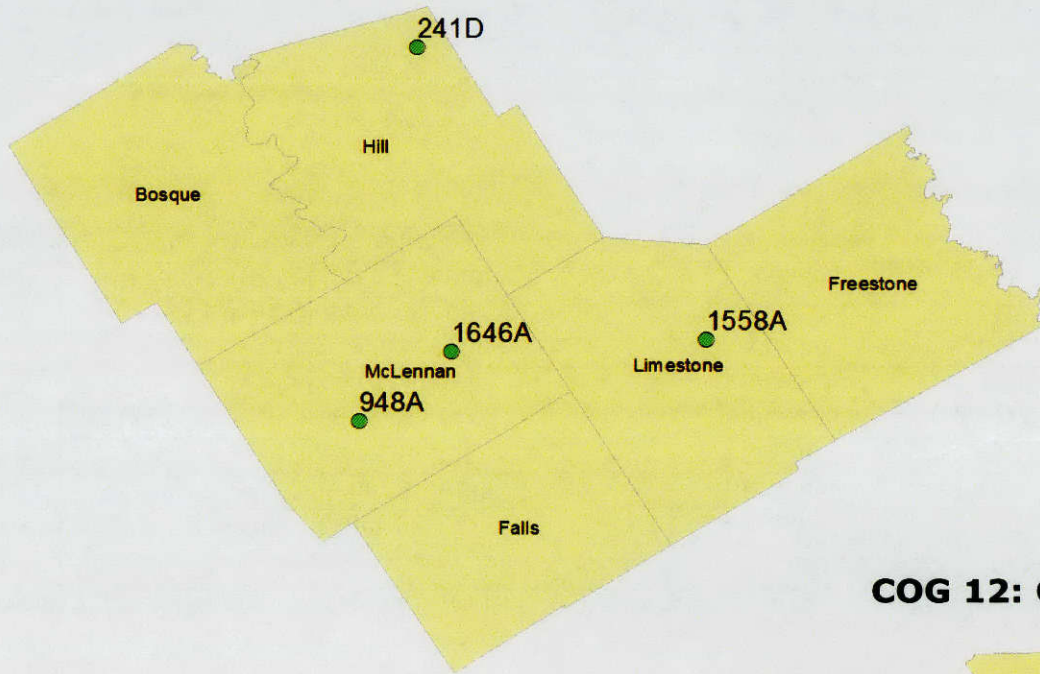 241D
Hill
Bosque
Freestone
1646A
1558A
McLennan
Limestone
948A
Falls
COG 12: